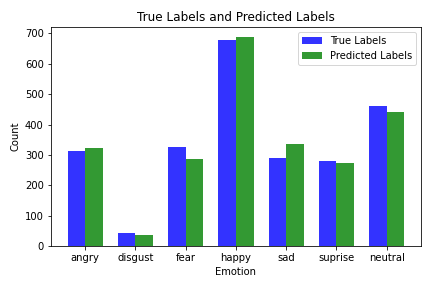 True Labels and Predicted Labels
True Labels
Predicted Labels
700
600
500
400
300
200
100
0
Count
angry disgust fear happy sad suprise neutral
Emotion